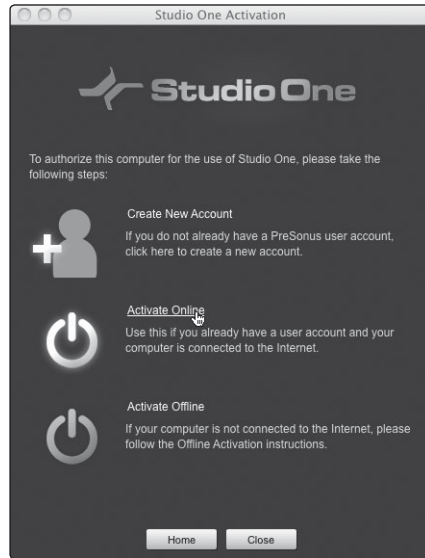 Studio One Activation
Studio One
To authorize this computer for the use of Studio One, please take the
following steps:
Create New Account
If you do not already have a PreSonus user account,
click here to create a new account.
Activate Online
Use this if you already have a user account and your
computer is connected to the Internet.
Activate Offline
If your computer is not connected to the Internet, please
follow the Offline Activation instructions.
Home Close